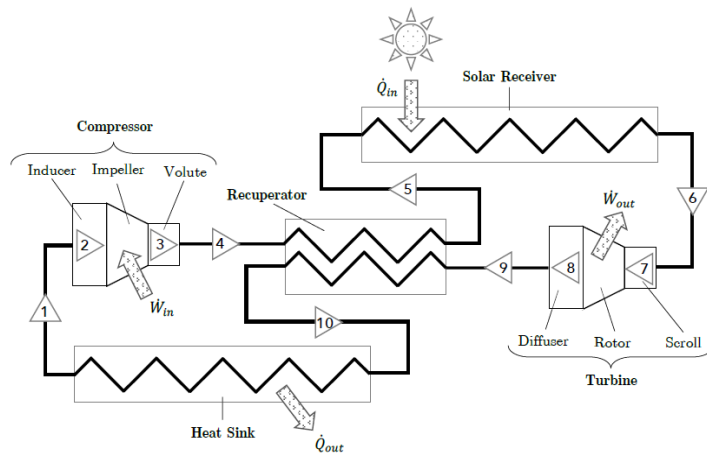 Solar Receiver
Q̇in
Compressor
Inducer
Impeller
Volute
Recuperator
5
6
Ẇout
2
3
4
9
8
7
1
Ẇin
10
Diffuser
Rotor
Scroll
Turbine
Heat Sink
Q̇out